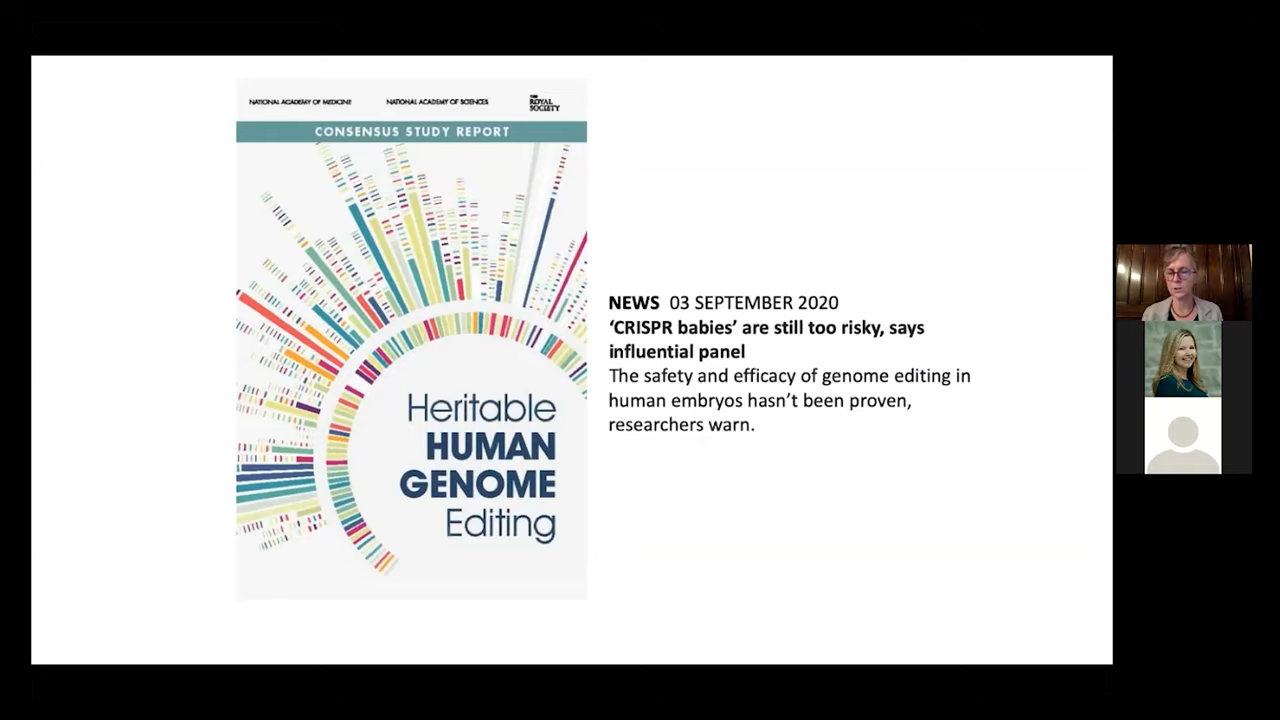 NATIONAL ACADEMY OF MEDICINE NATIONAL ACADEMY OF SCIENCES THE ROYAL SOCIETY
CONSENSUS STUDY REPORT
Heritable
HUMAN
GENOME
Editing
NEWS 03 SEPTEMBER 2020
‘CRISPR babies’ are still too risky, says
influential panel
The safety and efficacy of genome editing in
human embryos hasn’t been proven,
researchers warn.